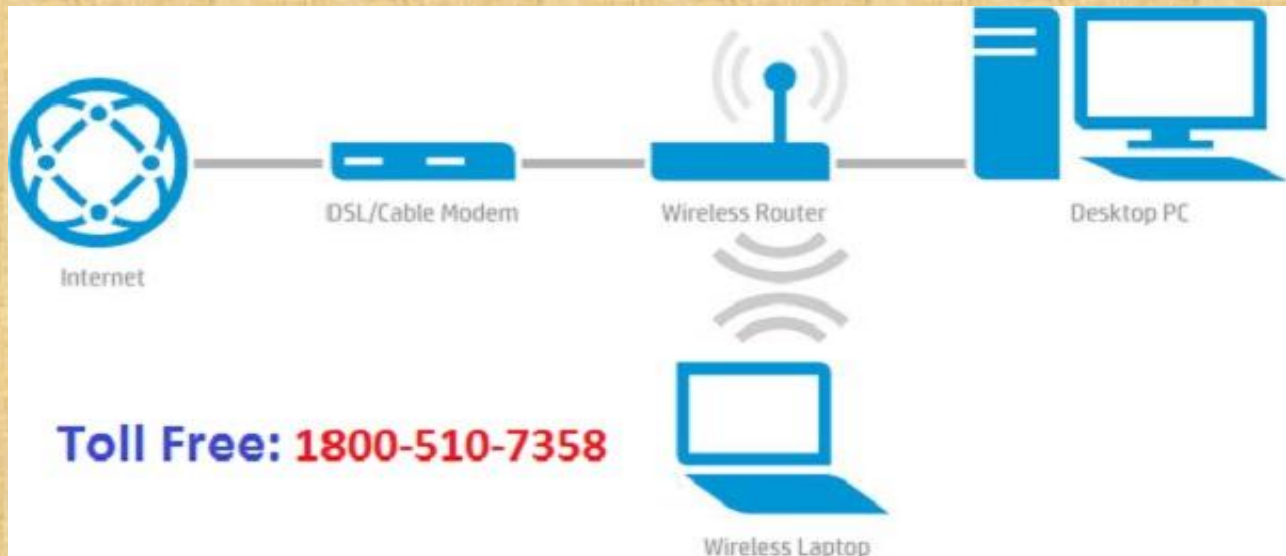 DSL/Cable Modem
Wireless Router
Desktop PC
Internet
Toll Free: 1800-510-7358
Wireless Laptop